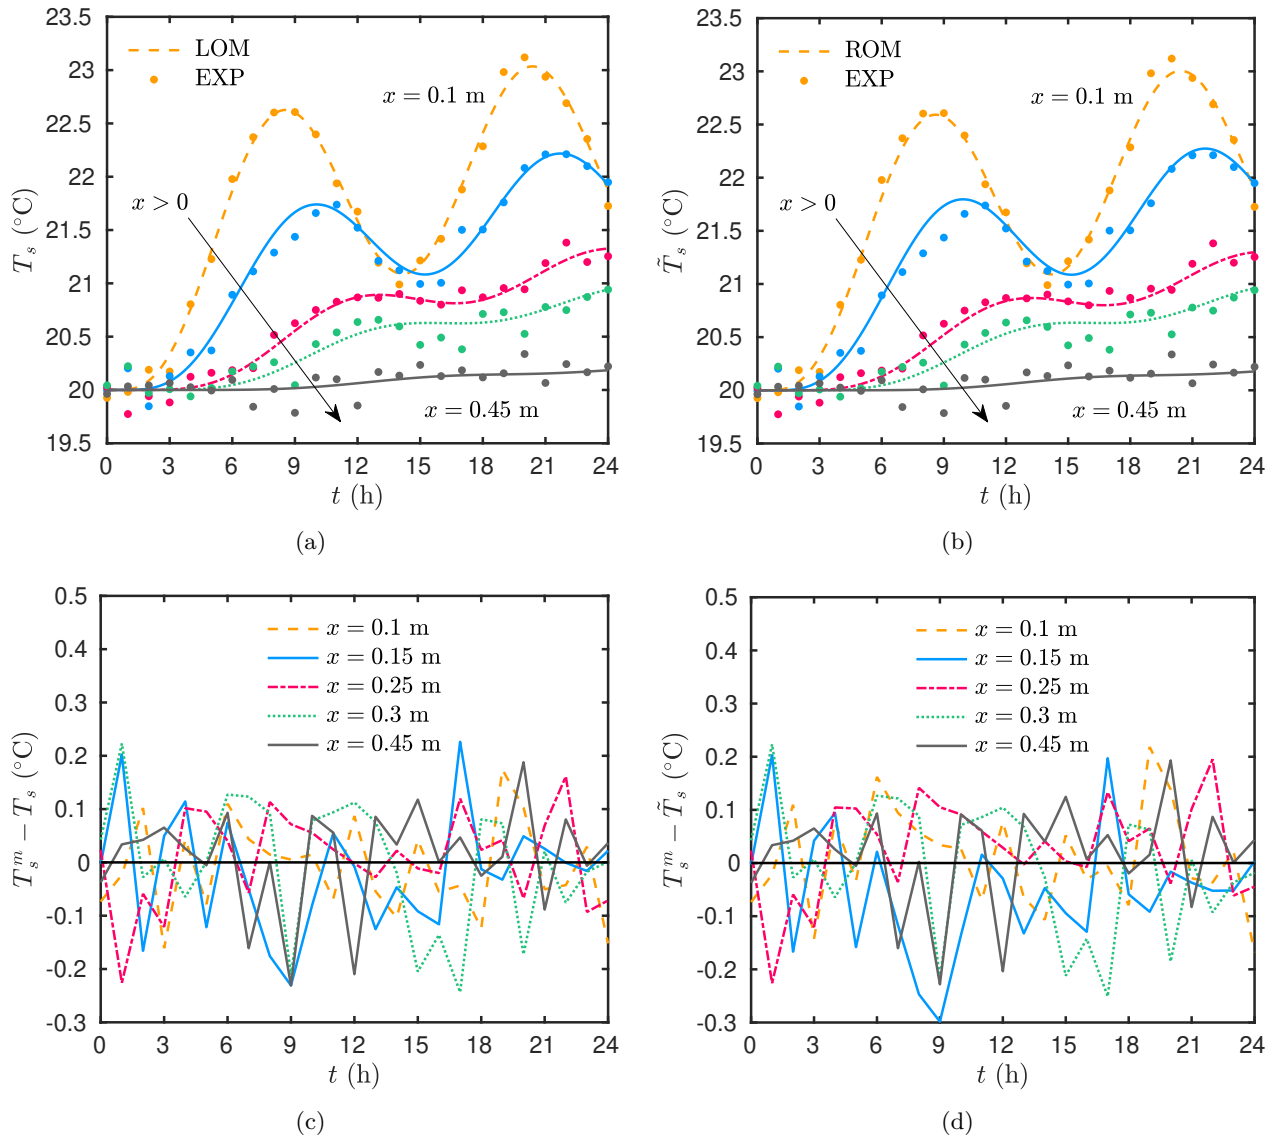 23.5
23
22.5
22
21.5
21
20.5
20
19.5
T_s (°C)
LOM
EXP
x = 0.1 m
x > 0
x = 0.45 m
0 3 6 9 12 15 18 21 24
t (h)
(a)
23.5
23
22.5
22
21.5
21
20.5
20
19.5
T̃_s (°C)
ROM
EXP
x = 0.1 m
x > 0
x = 0.45 m
0 3 6 9 12 15 18 21 24
t (h)
(b)
0.5
0.4
0.3
0.2
0.1
0
-0.1
-0.2
-0.3
T_s^m − T_s (°C)
x = 0.1 m
x = 0.15 m
x = 0.25 m
x = 0.3 m
x = 0.45 m
0 3 6 9 12 15 18 21 24
t (h)
(c)
0.5
0.4
0.3
0.2
0.1
0
-0.1
-0.2
-0.3
T_s^m − T̃_s (°C)
x = 0.1 m
x = 0.15 m
x = 0.25 m
x = 0.3 m
x = 0.45 m
0 3 6 9 12 15 18 21 24
t (h)
(d)